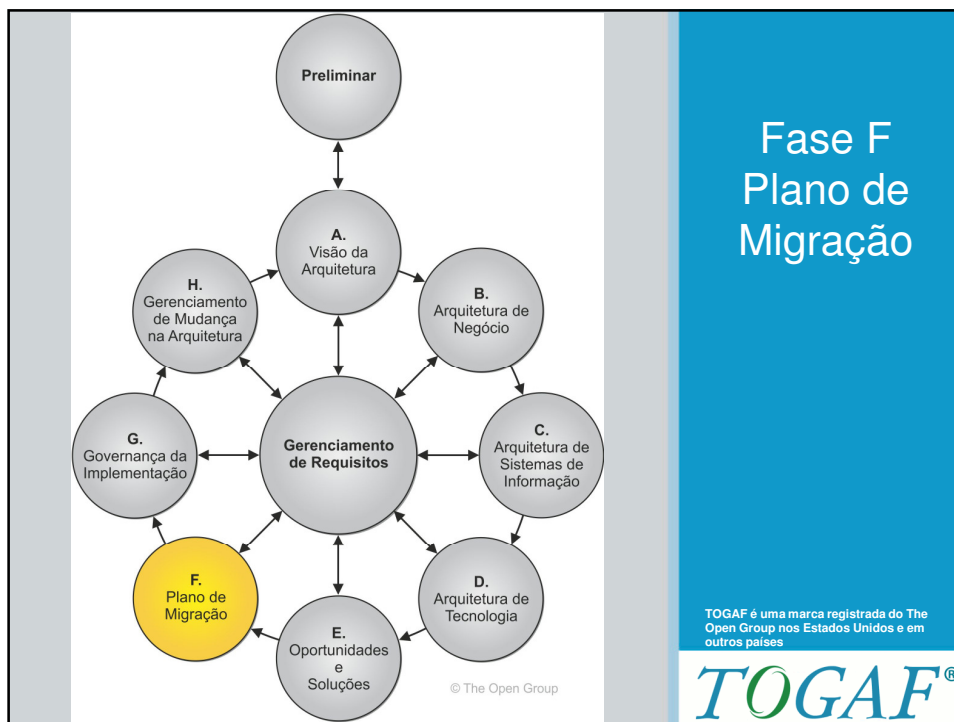 Preliminar
A.
Visão da
Arquitetura
B.
Arquitetura de
Negócio
C.
Arquitetura de
Sistemas de
Informação
D.
Arquitetura de
Tecnologia
E.
Oportunidades
e
Soluções
F.
Plano de
Migração
G.
Governança da
Implementação
H.
Gerenciamento
de Mudança
na Arquitetura
Gerenciamento
de Requisitos
© The Open Group
Fase F
Plano de
Migração
TOGAF é uma marca registrada do The
Open Group nos Estados Unidos e em
outros países
TOGAF®